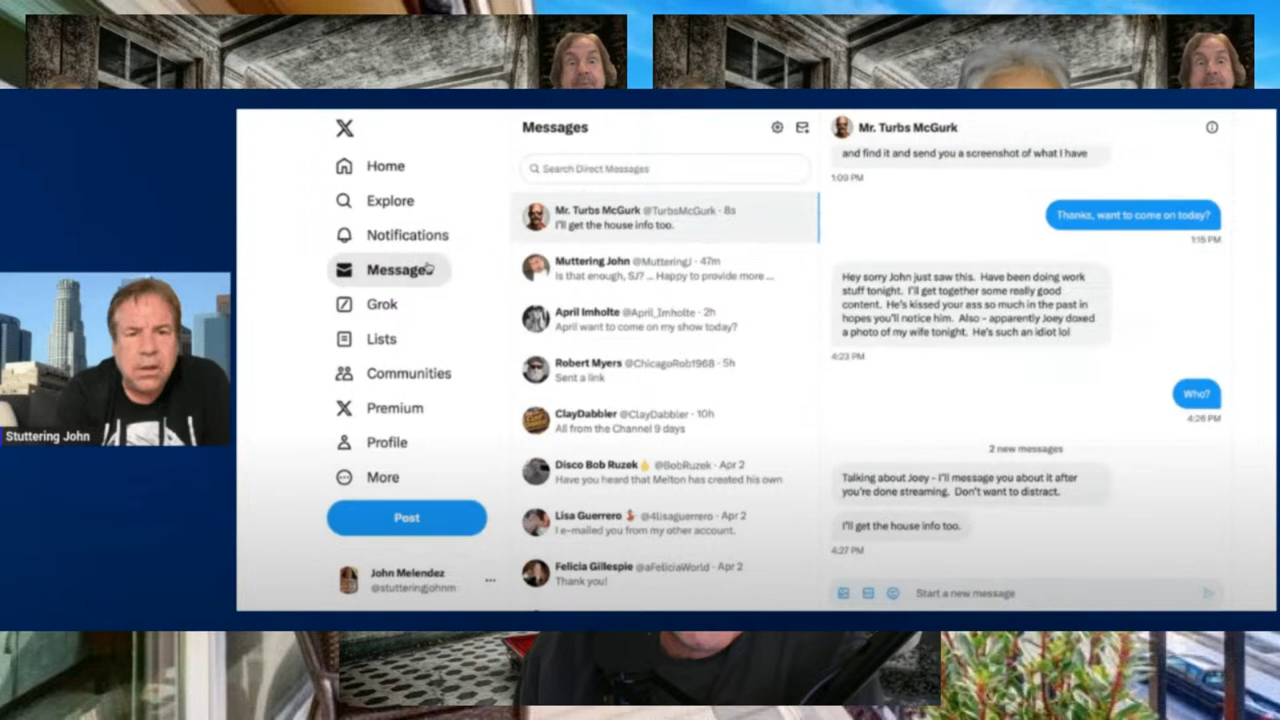 Stuttering John
Home
Explore
Notifications
Messages
Grok
Lists
Communities
Premium
Profile
More
Post
John Melendez
@stutteringjohnm
Messages
Search Direct Messages
Mr. Turbs McGurk @TurbsMcGurk · 8s
I'll get the house info too.
Muttering John @MutteringJ · 47m
Is that enough, SJ? ... Happy to provide more ...
April Imholte @April_Imholte · 2h
April want to come on my show today?
Robert Myers @ChicagoRob1968 · 5h
Sent a link
ClayDabbler @ClayDabbler · 10h
All from the Channel 9 days
Disco Bob Ruzek @BobRuzek · Apr 2
Have you heard that Melton has created his own
Lisa Guerrero @4lisaguerrero · Apr 2
I e-mailed you from my other account.
Felicia Gillespie @aFeliciaWorld · Apr 2
Thank you!
Mr. Turbs McGurk
and find it and send you a screenshot of what I have
1:09 PM
Thanks, want to come on today?
1:15 PM
Hey sorry John just saw this. Have been doing work
stuff tonight. I'll get together some really good
content. He's kissed your ass so much in the past in
hopes you'll notice him. Also - apparently Joey doxed
a photo of my wife tonight. He's such an idiot lol
4:23 PM
Who?
4:26 PM
2 new messages
Talking about Joey - I'll message you about it after
you're done streaming. Don't want to distract.
I'll get the house info too.
4:27 PM
Start a new message